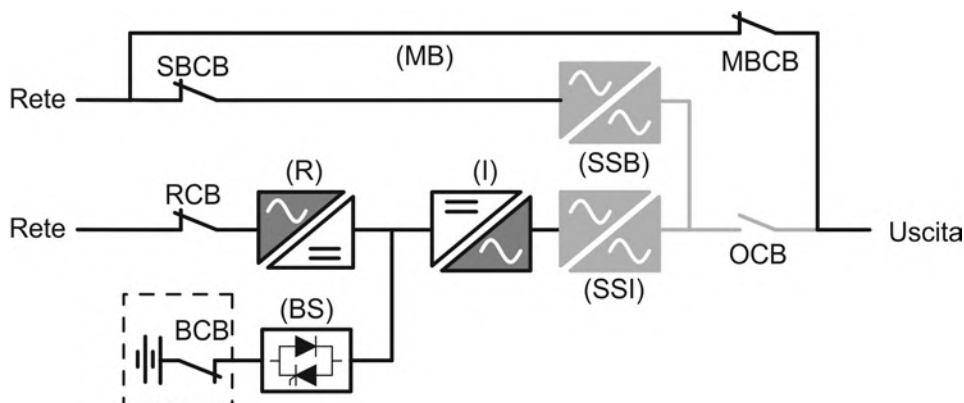 (MB)
MBCB
SBCB
Rete
(SSB)
(R)
(I)
RCB
Rete
Uscita
OCB
(SSI)
(BS)
BCB